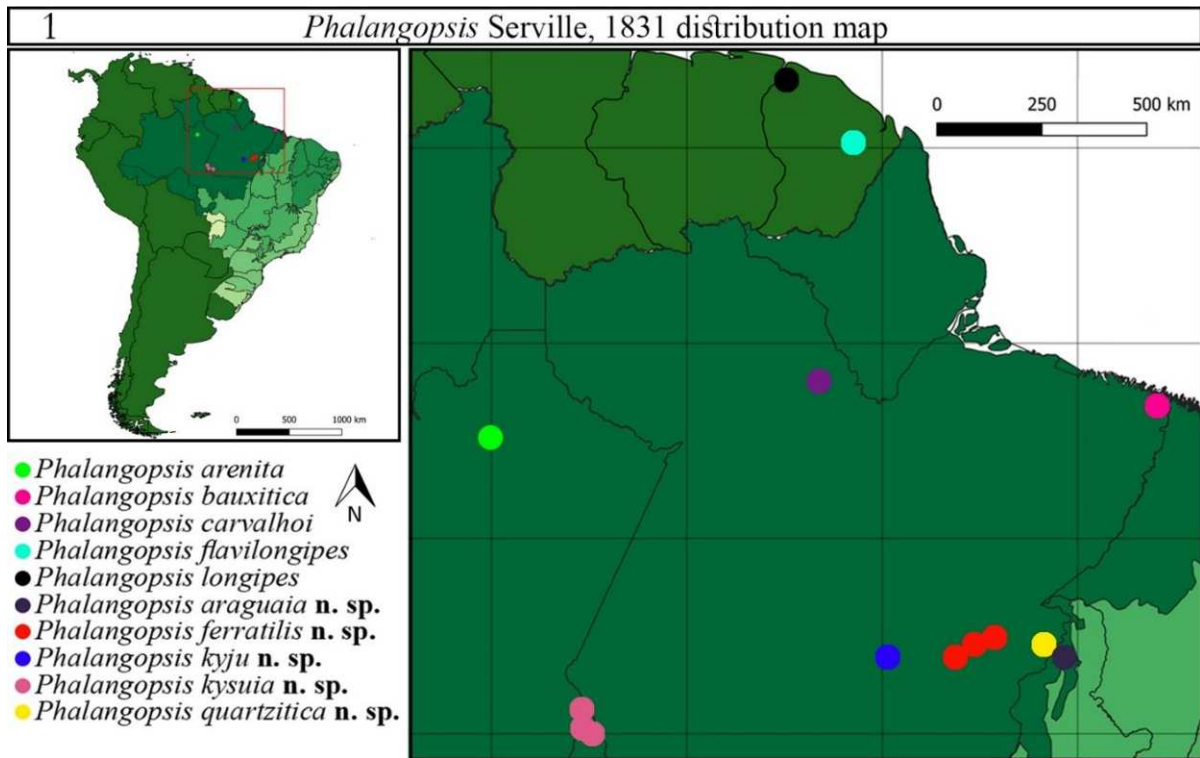 1
Phalangopsis Serville, 1831 distribution map
0 500 1000 km
0 250 500 km
Phalangopsis arenita
Phalangopsis bauxitica
Phalangopsis carvalhoi
Phalangopsis flavilongipes
Phalangopsis longipes
Phalangopsis araguaia n. sp.
Phalangopsis ferratilis n. sp.
Phalangopsis kyju n. sp.
Phalangopsis kysuia n. sp.
Phalangopsis quartzitica n. sp.
N